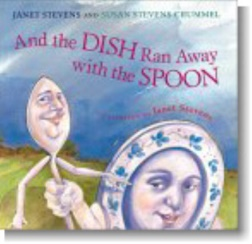 JANET STEVENS AND SUSAN STEVENS CRUMMEL
And the DISH Ran Away
with the SPOON
Janet Stevens